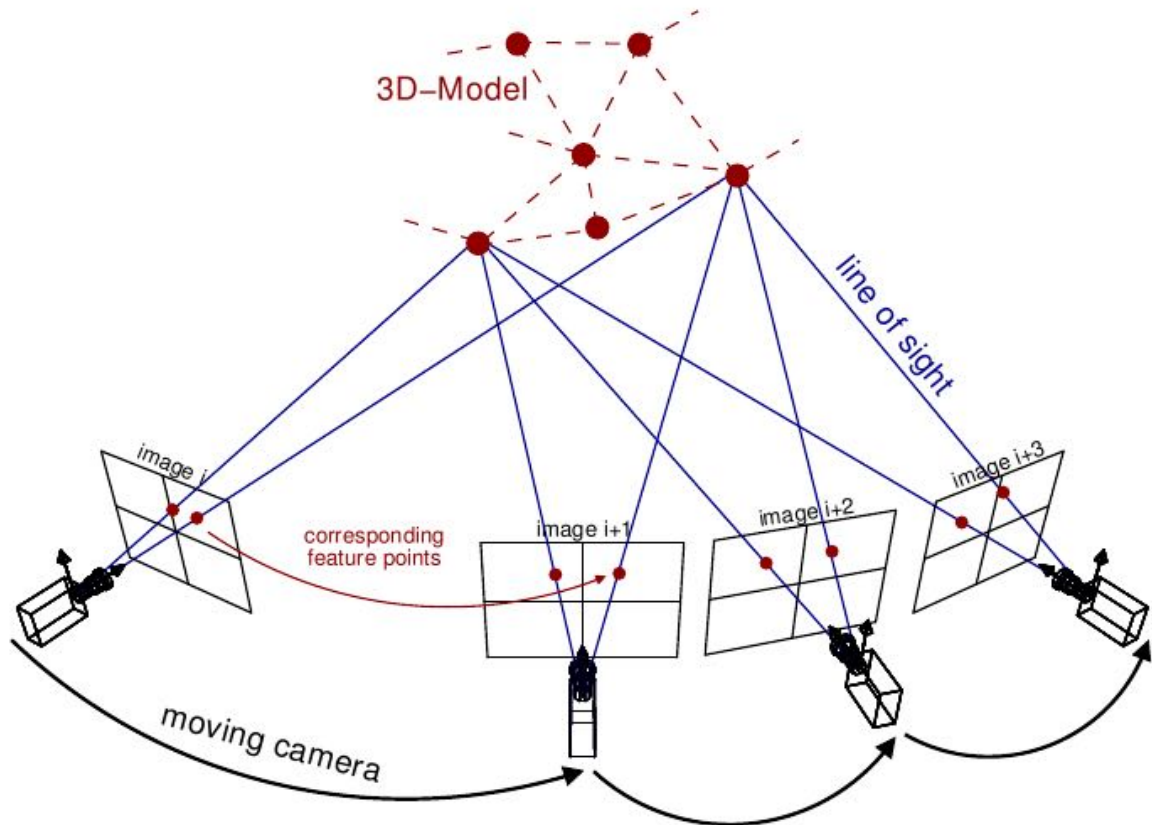 3D-Model
line of sight
image i
image i+3
image i+2
image i+1
corresponding
feature points
moving camera